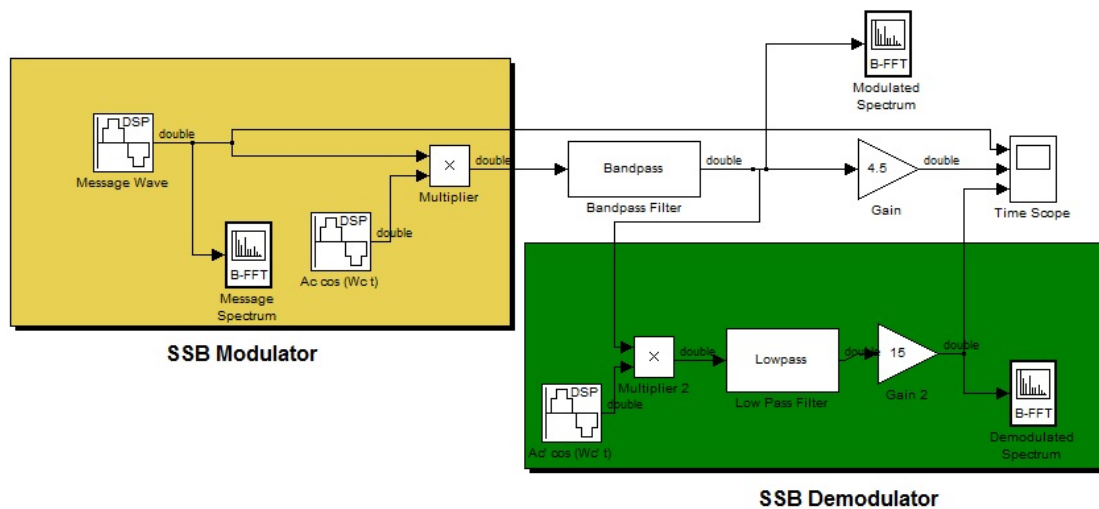 B-FFT
Modulated
Spectrum
DSP
double
Message Wave
double
Multiplier
Bandpass
double
Bandpass Filter
4.5
double
Gain
Time Scope
DSP
double
Ac cos (Wc t)
B-FFT
Message
Spectrum
SSB Modulator
double
Multiplier 2
Lowpass
double
Low Pass Filter
15
double
Gain 2
DSP
double
Ac' cos (Wc' t)
B-FFT
Demodulated
Spectrum
SSB Demodulator